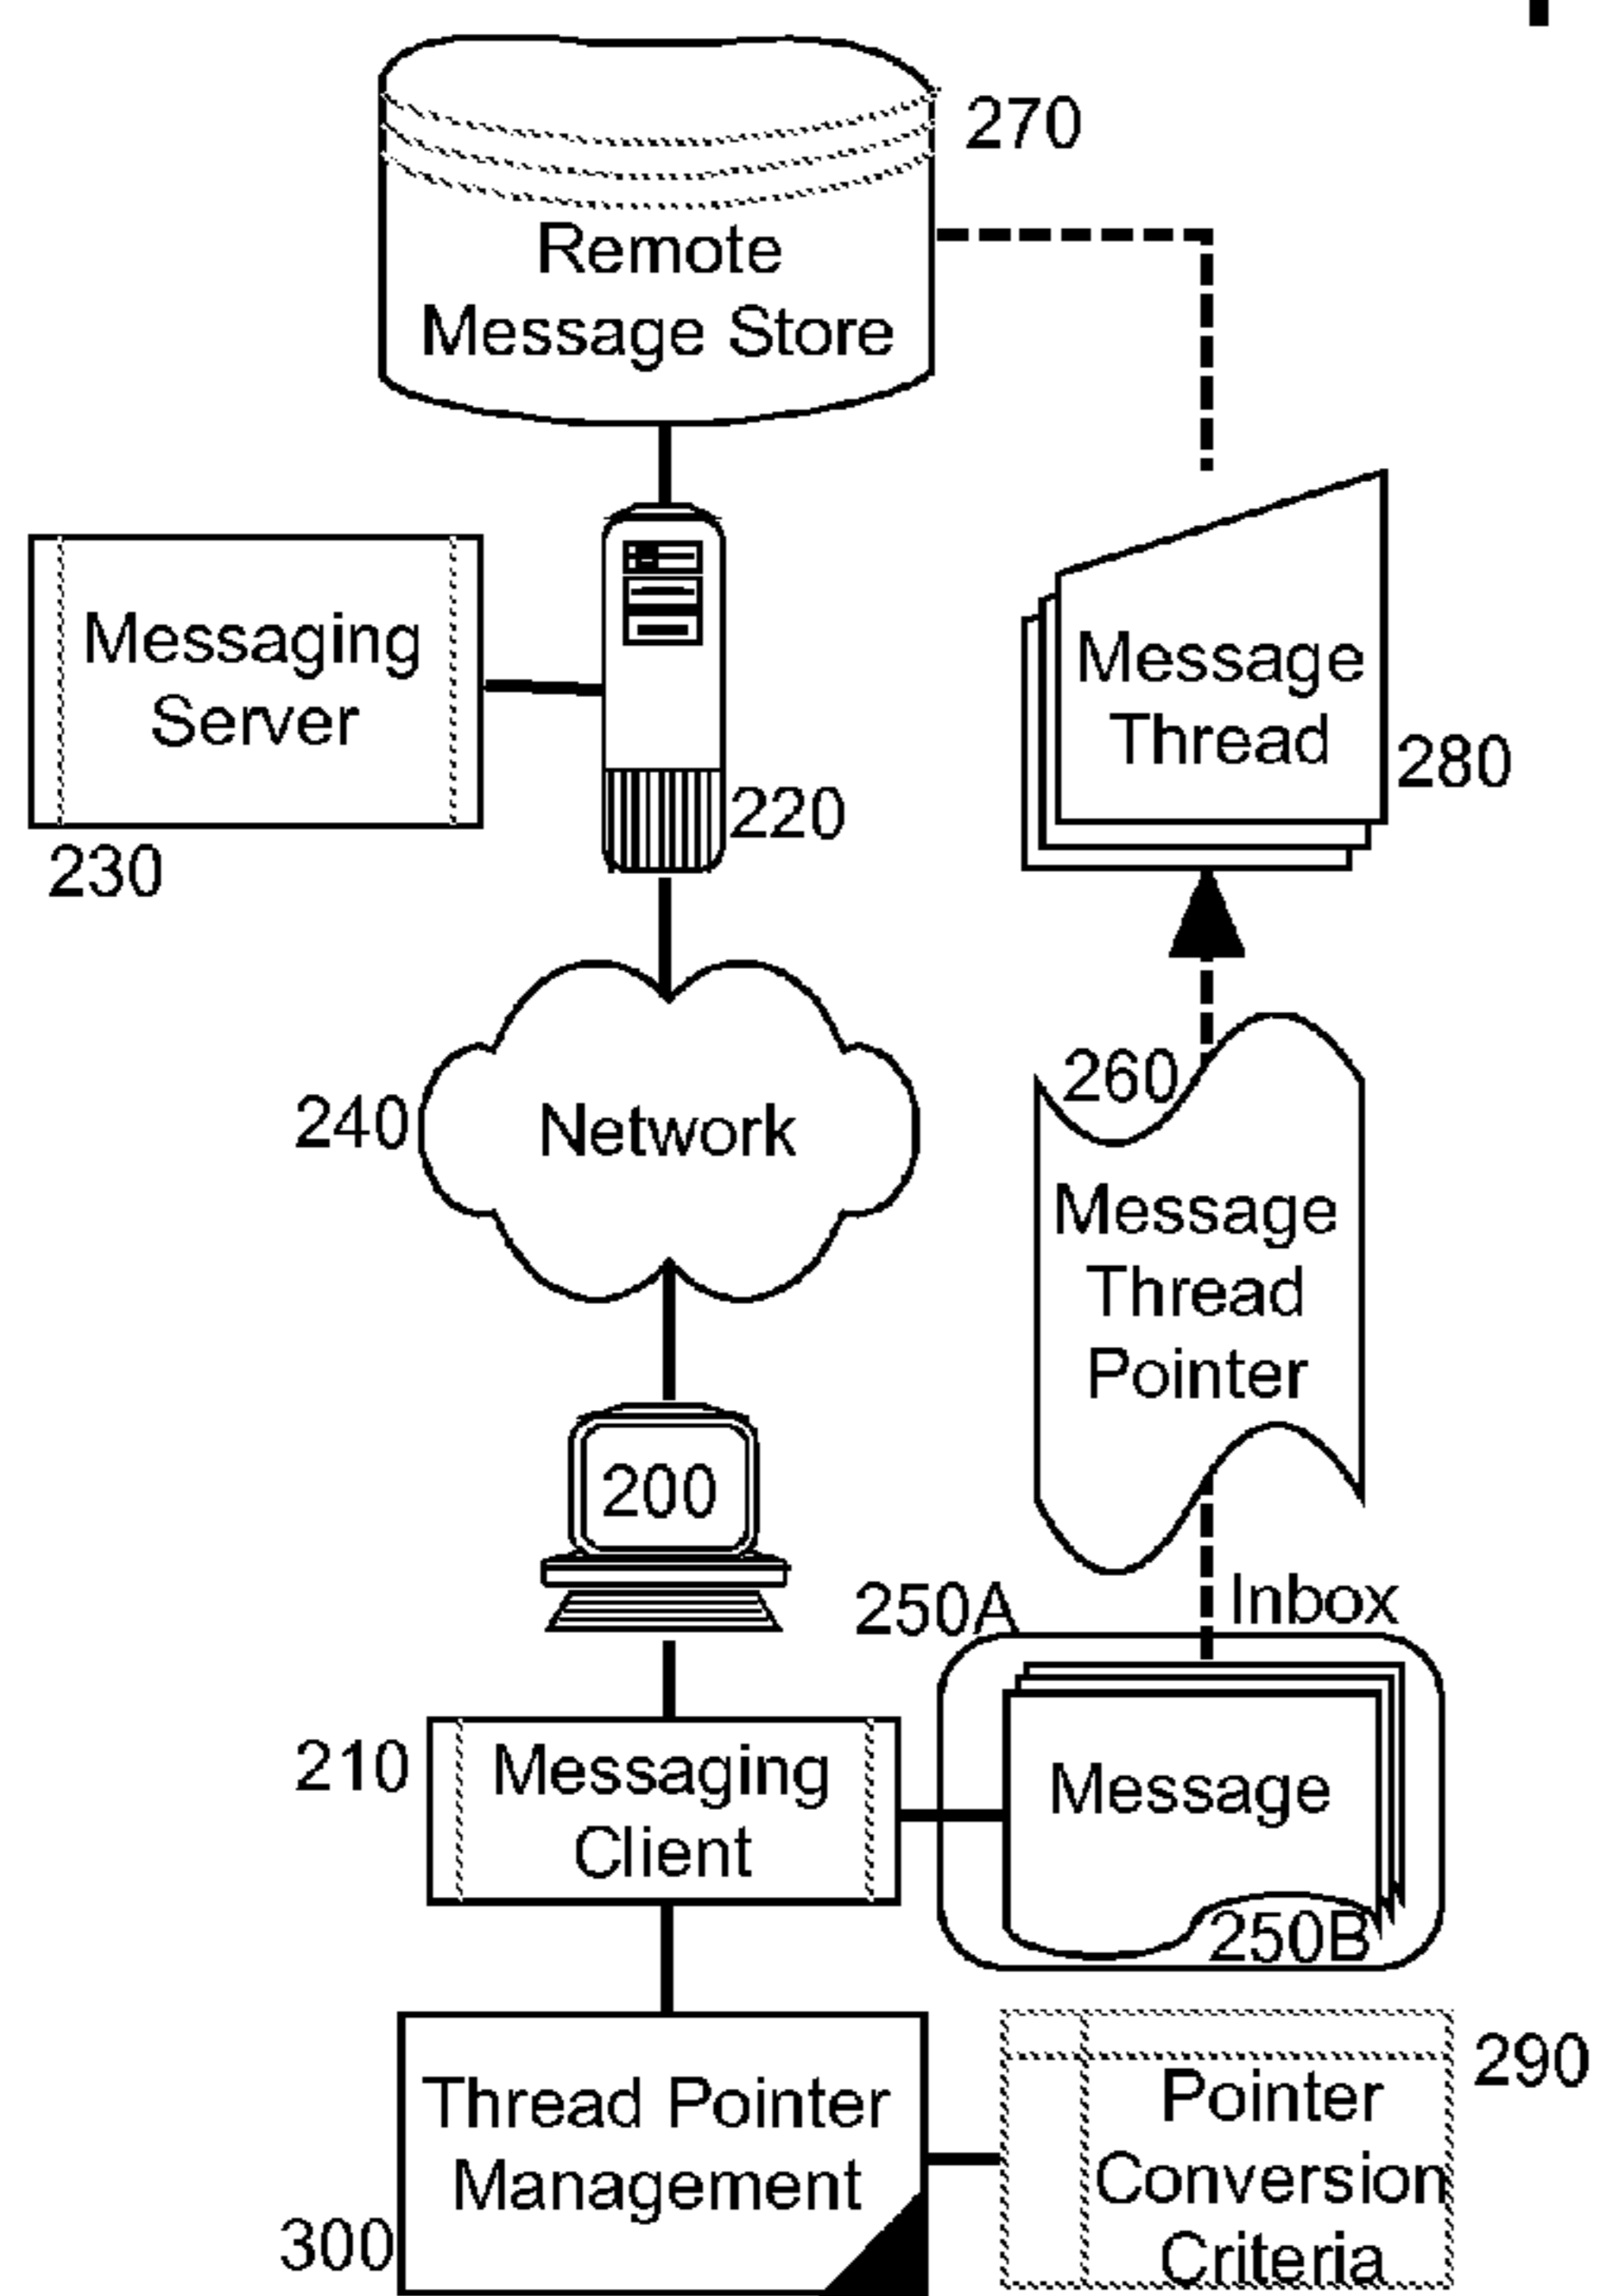 270
Remote
Message Store
Messaging
Server
230
220
Message
Thread
280
240
Network
260
Message
Thread
Pointer
200
250A
Inbox
210
Messaging
Client
Message
250B
Thread Pointer
Management
300
290
Pointer
Conversion
Criteria